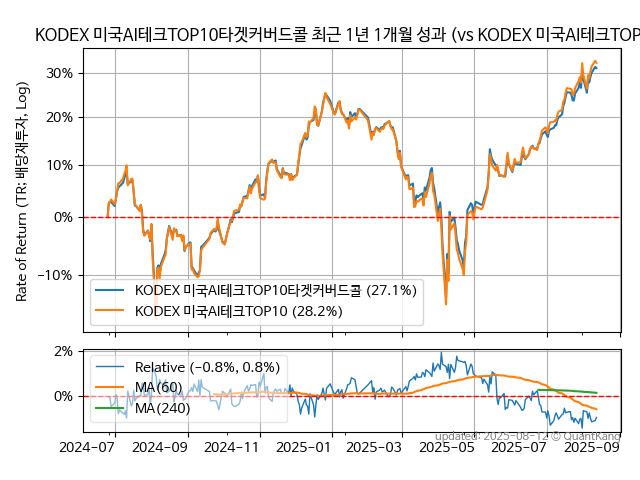 KODEX 미국AI테크TOP10타겟커버드콜 최근 1년 1개월 성과 (vs KODEX 미국AI테크TOP
Rate of Return (TR: 배당재투자, Log)
30%
20%
10%
0%
−10%
KODEX 미국AI테크TOP10타겟커버드콜 (27.1%)
KODEX 미국AI테크TOP10 (28.2%)
2%
0%
Relative (−0.8%, 0.8%)
MA(60)
MA(240)
updated: 2025-08-12 © QuantKang
2024-07 2024-09 2024-11 2025-01 2025-03 2025-05 2025-07 2025-09